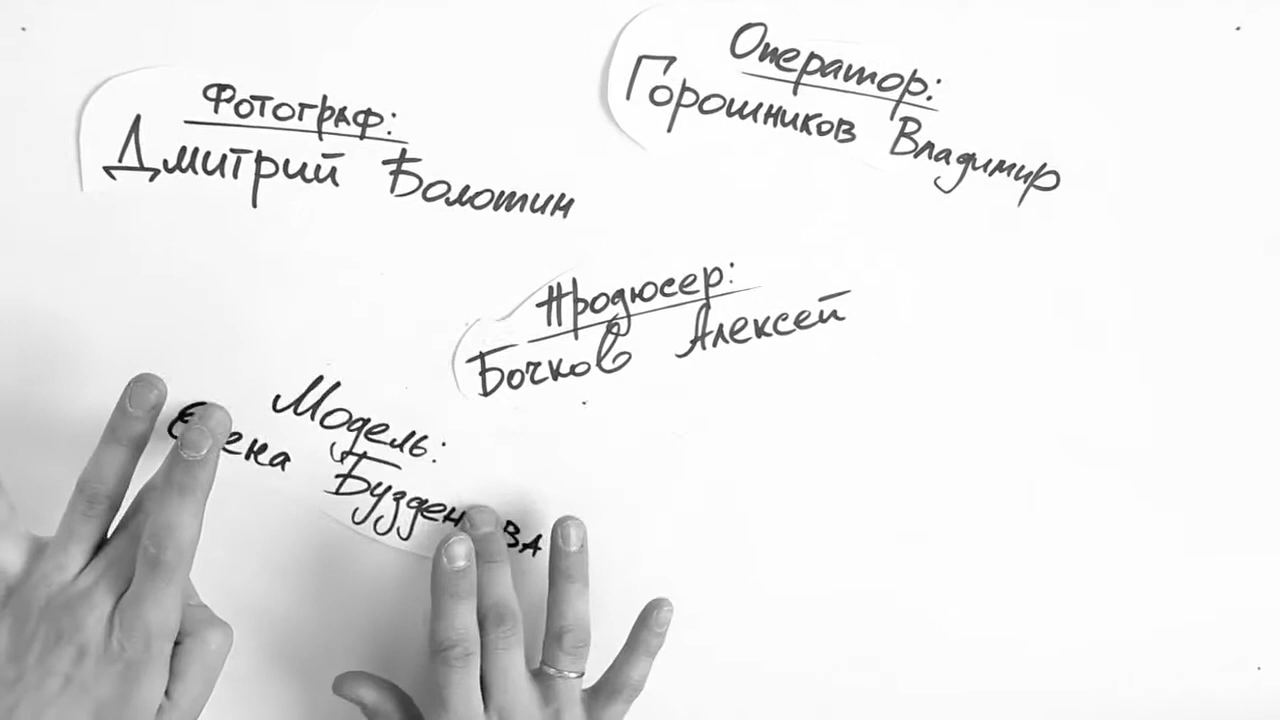 Фотограф:
Дмитрий Болотин
Оператор:
Горошников Владимир
Продюсер:
Бочков Алексей
Модель: